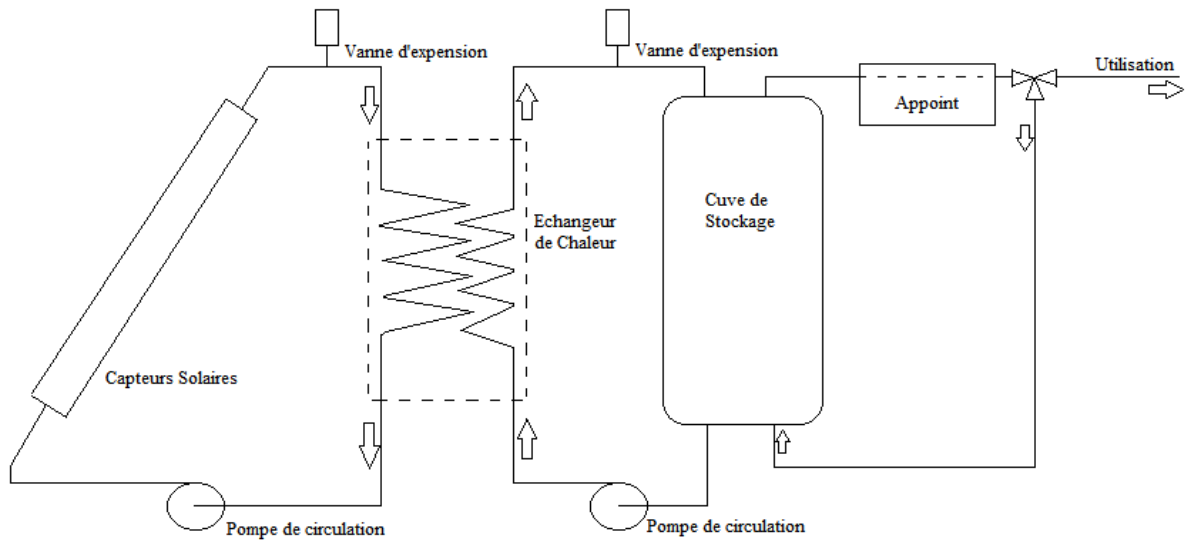 Vanne d'expension
Vanne d'expension
Utilisation
Appoint
Cuve de
Stockage
Echangeur
de Chaleur
Capteurs Solaires
Pompe de circulation
Pompe de circulation